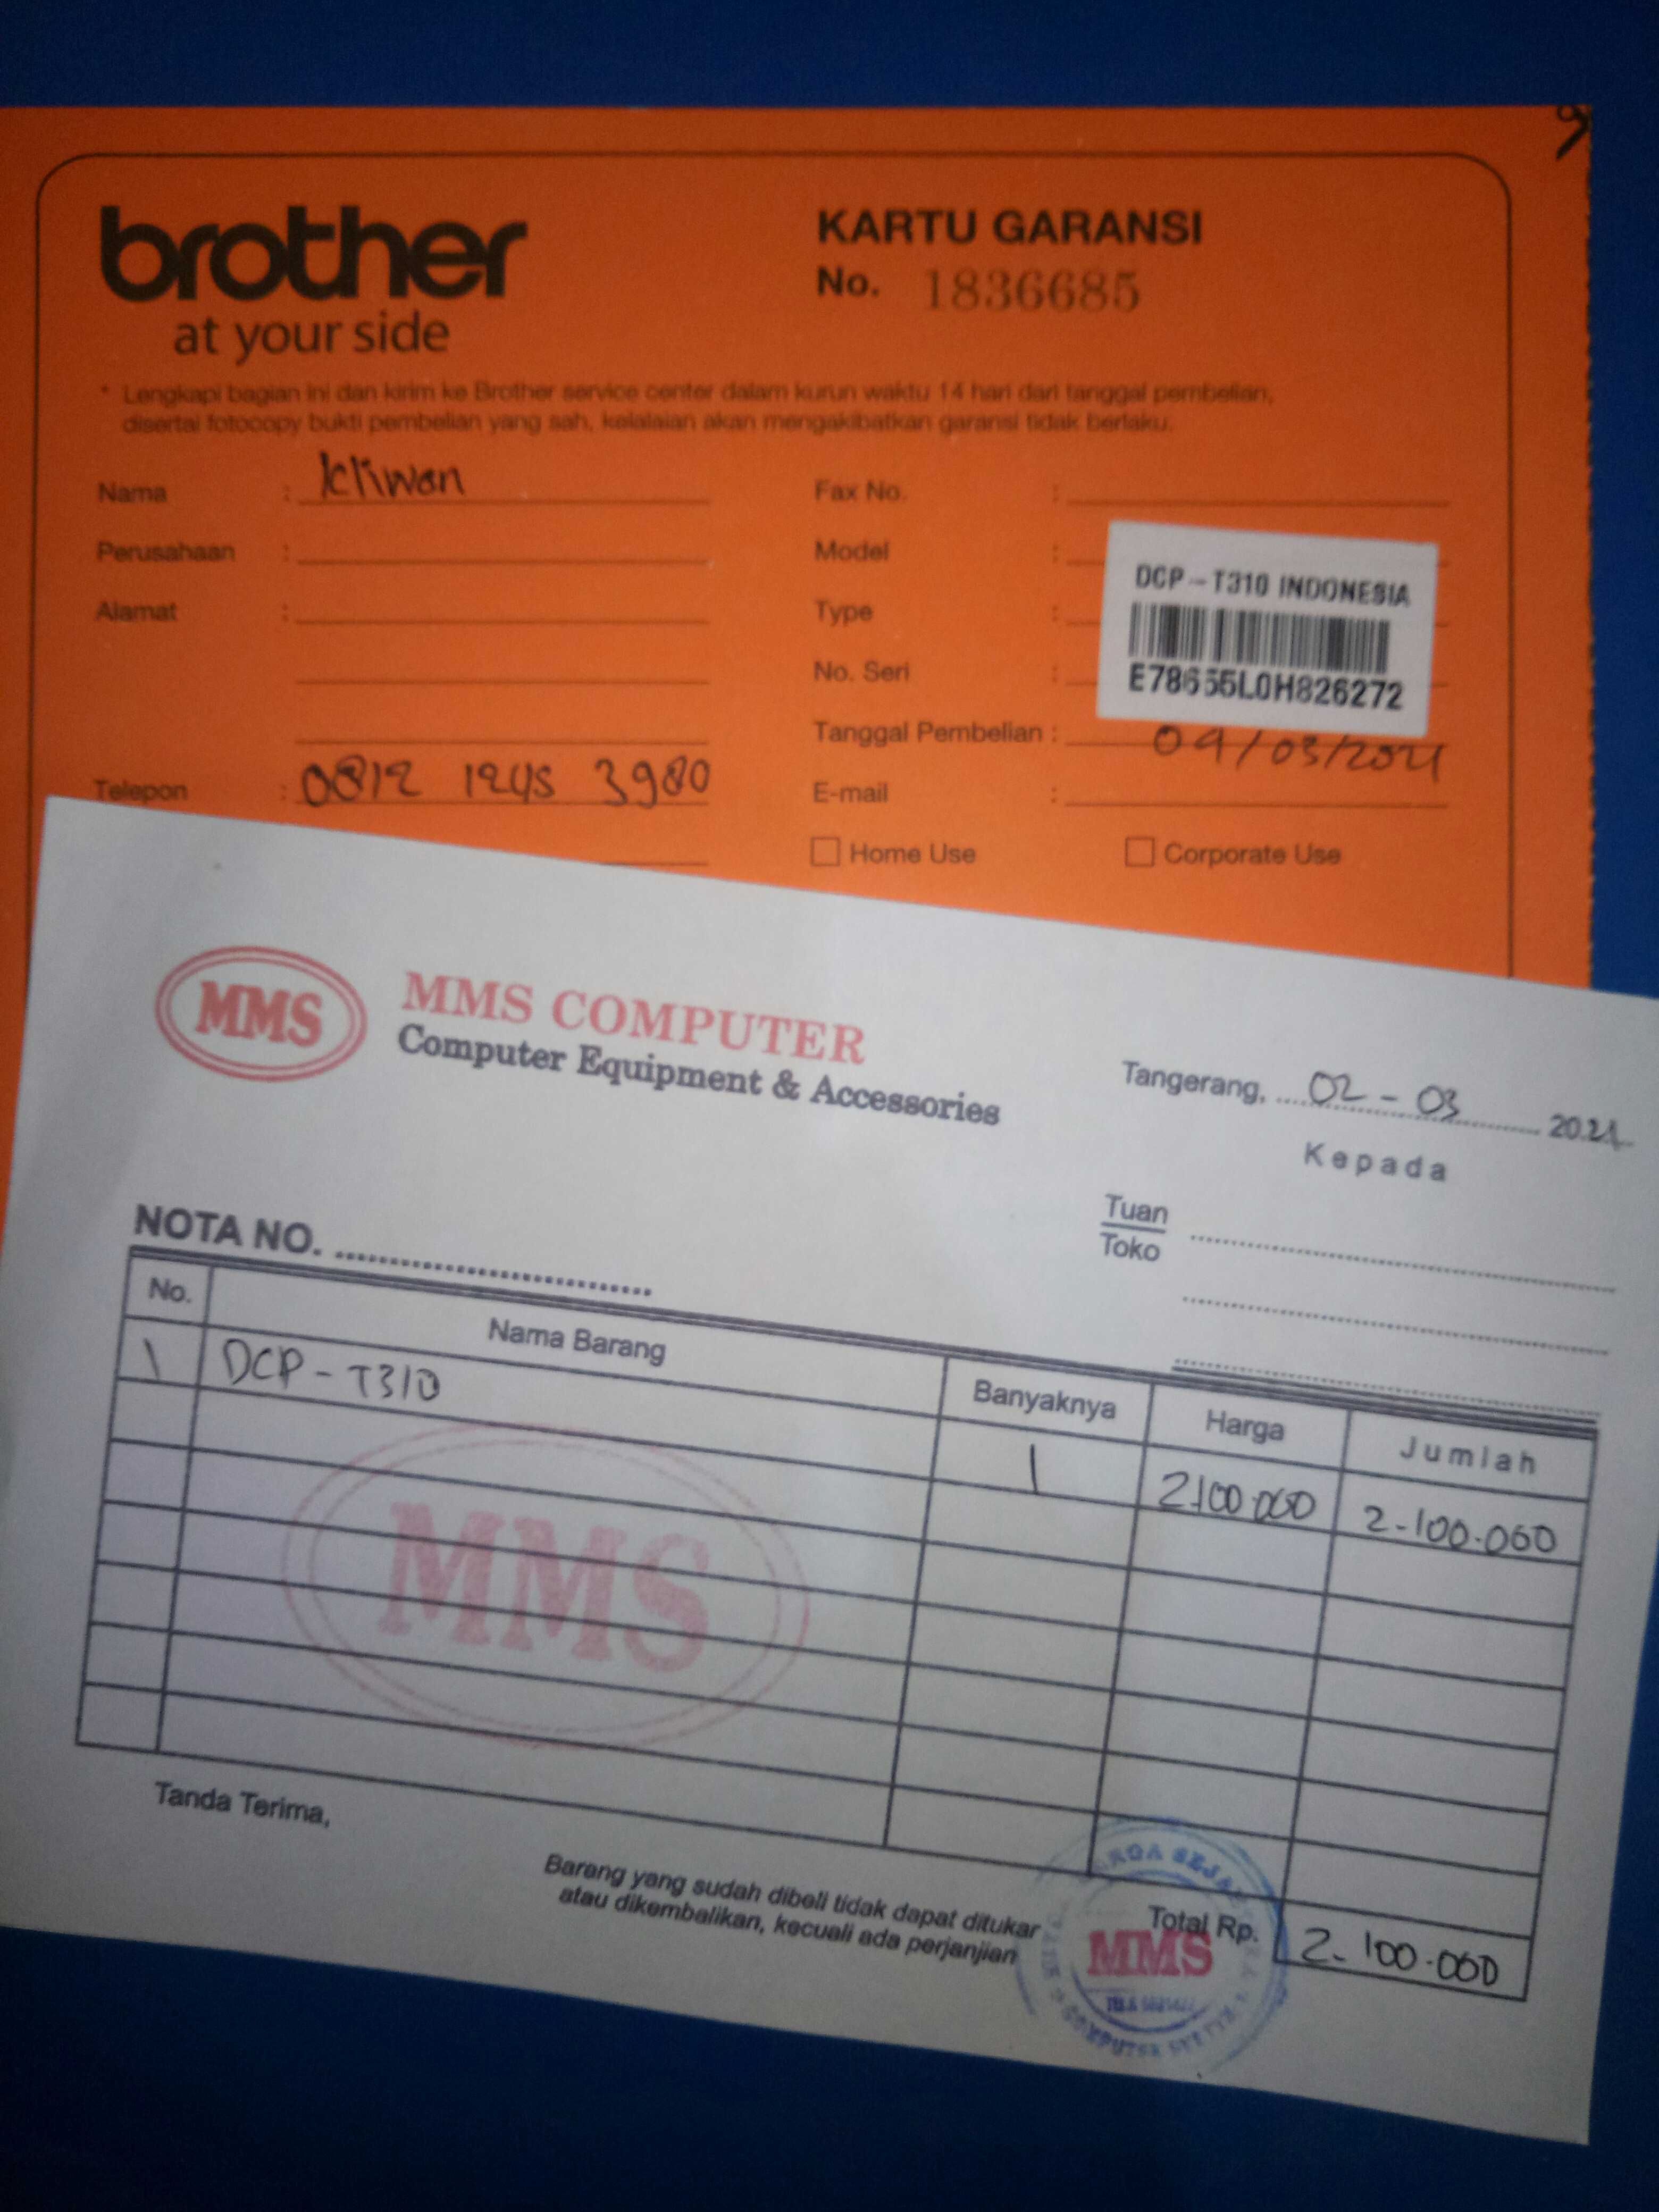 brother
at your side
KARTU GARANSI
No. 1836685
* Lengkapi bagian ini dan kirim ke Brother service center dalam kurun waktu 14 hari dari tanggal pembelian,
disertai fotocopy bukti pembelian yang sah, kelalaian akan mengakibatkan garansi tidak berlaku.
Nama : Kliwon
Perusahaan :
Alamat :
Telepon : 0812 1245 3980
Fax No. :
Model :
Type :
No. Seri :
DCP-T310 INDONESIA
E78655L0H826272
Tanggal Pembelian : 04/03/2021
E-mail :
Home Use
Corporate Use
MMS
MMS COMPUTER
Computer Equipment & Accessories
Tangerang, 02 - 03 2021
Kepada
Tuan
Toko
NOTA NO.
No. Nama Barang Banyaknya Harga Jumlah
1 DCP - T310 1 2.100.000 2.100.000
MMS
Tanda Terima,
Barang yang sudah dibeli tidak dapat ditukar
atau dikembalikan, kecuali ada perjanjian
Total Rp. 2.100.000
MMS